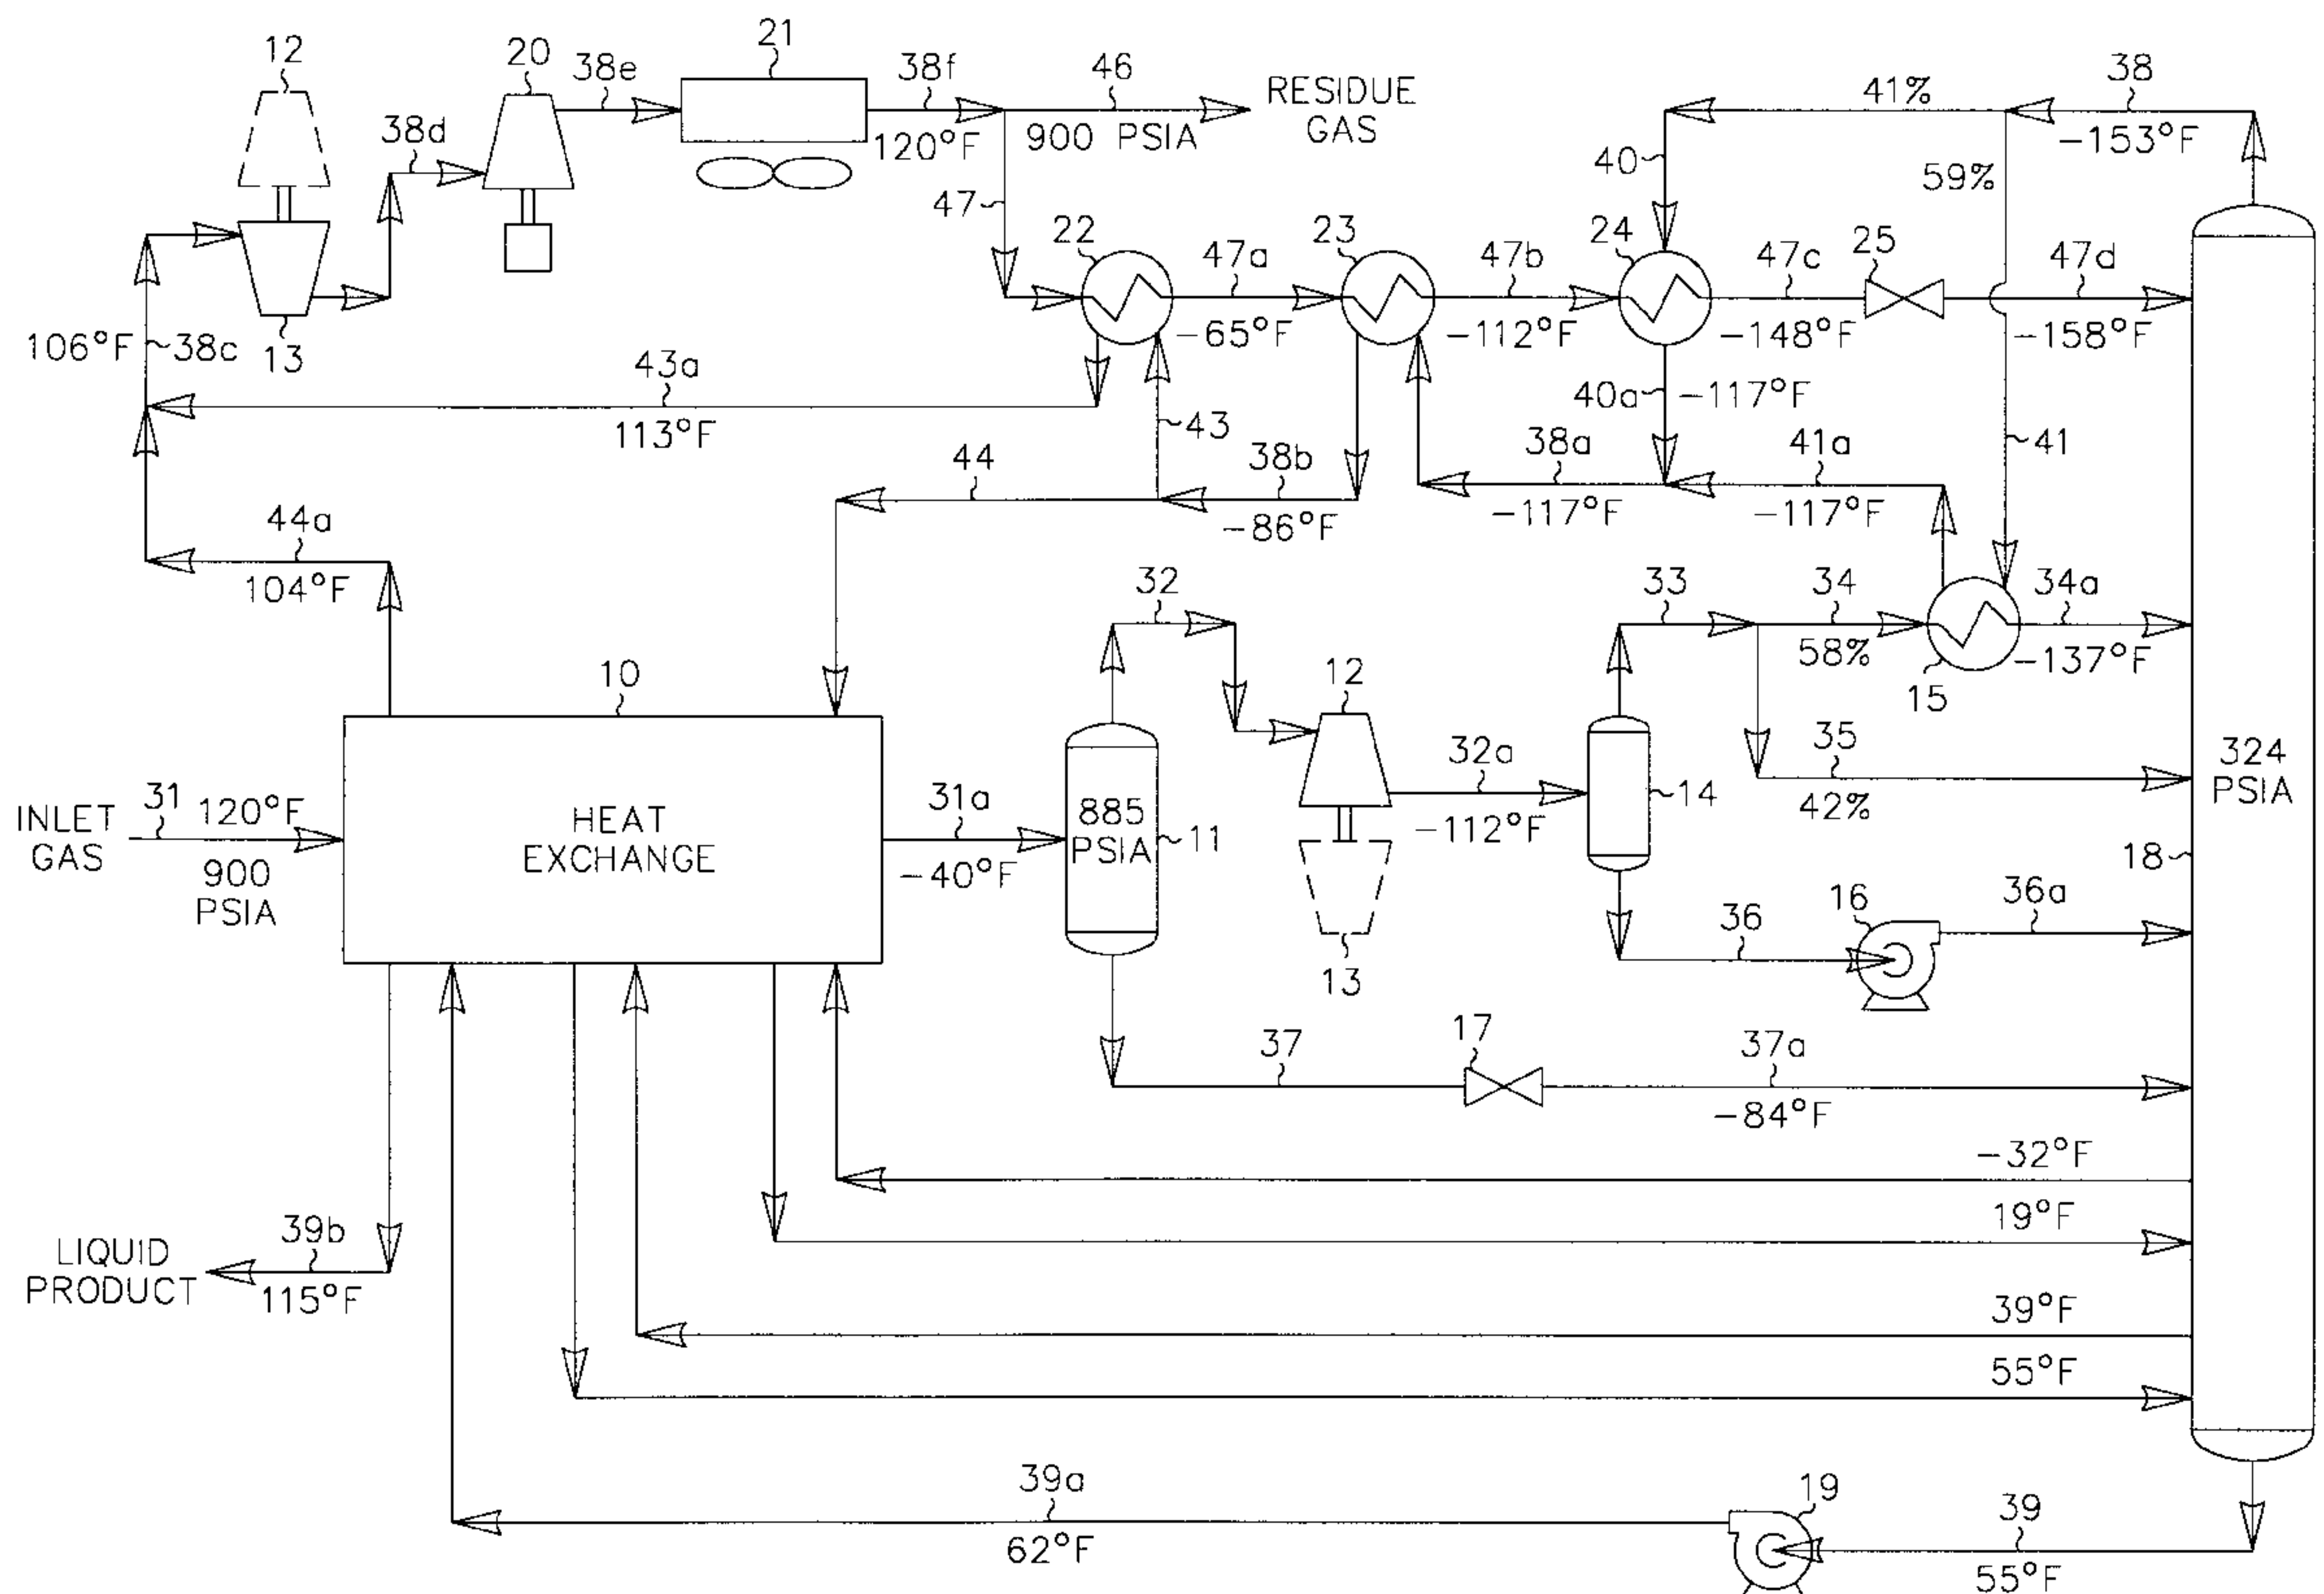 12
20
21
38e
38f
46
RESIDUE
GAS
41%
38
38d
120°F
900 PSIA
−153°F
40
59%
47
22
23
24
47a
47b
47c
25
47d
106°F
38c
13
−65°F
−112°F
−148°F
−158°F
43a
40a
−117°F
113°F
43
44
38b
38a
41a
41
−86°F
−117°F
−117°F
44a
104°F
32
33
34
34a
58%
−137°F
15
10
12
32a
35
324
PSIA
14
42%
−112°F
INLET
GAS
31
120°F
900
PSIA
HEAT
EXCHANGE
31a
−40°F
885
PSIA
11
13
18
16
36a
36
37
17
37a
−84°F
−32°F
19°F
LIQUID
PRODUCT
39b
115°F
39°F
55°F
39a
62°F
19
39
55°F